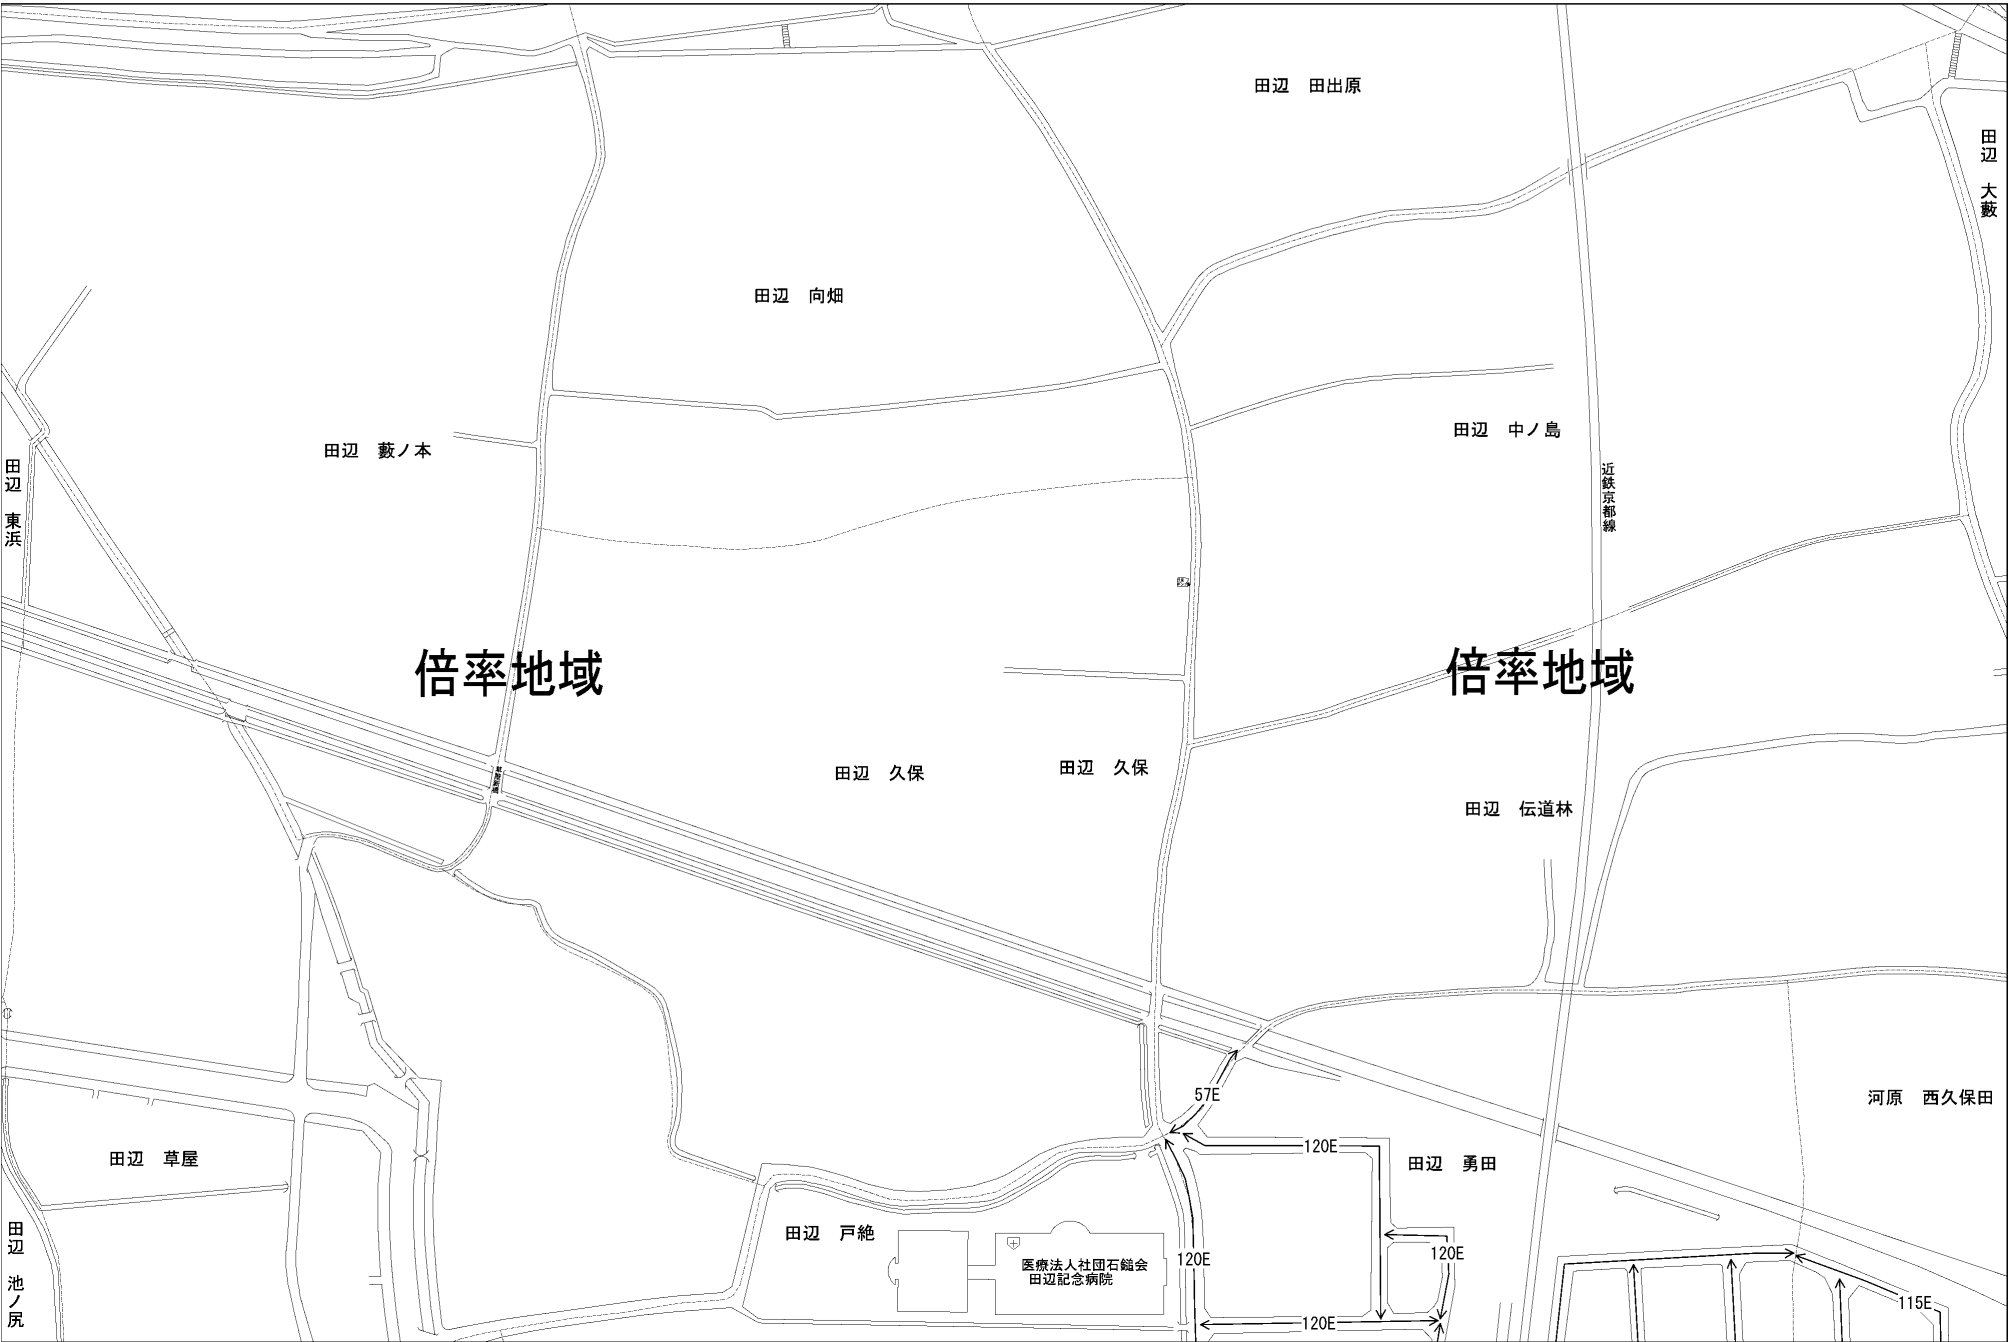 田辺　田出原
田辺　大藪
田辺　向畑
田辺　中ノ島
田辺　藪ノ本
田辺　東浜
近鉄京都線
倍率地域
倍率地域
田辺　久保
田辺　久保
田辺　伝道林
57E
河原　西久保田
120E
田辺　草屋
田辺　勇田
田辺　戸絶
120E
120E
医療法人社団石鎚会
田辺記念病院
田辺　池ノ尻
115E
120E